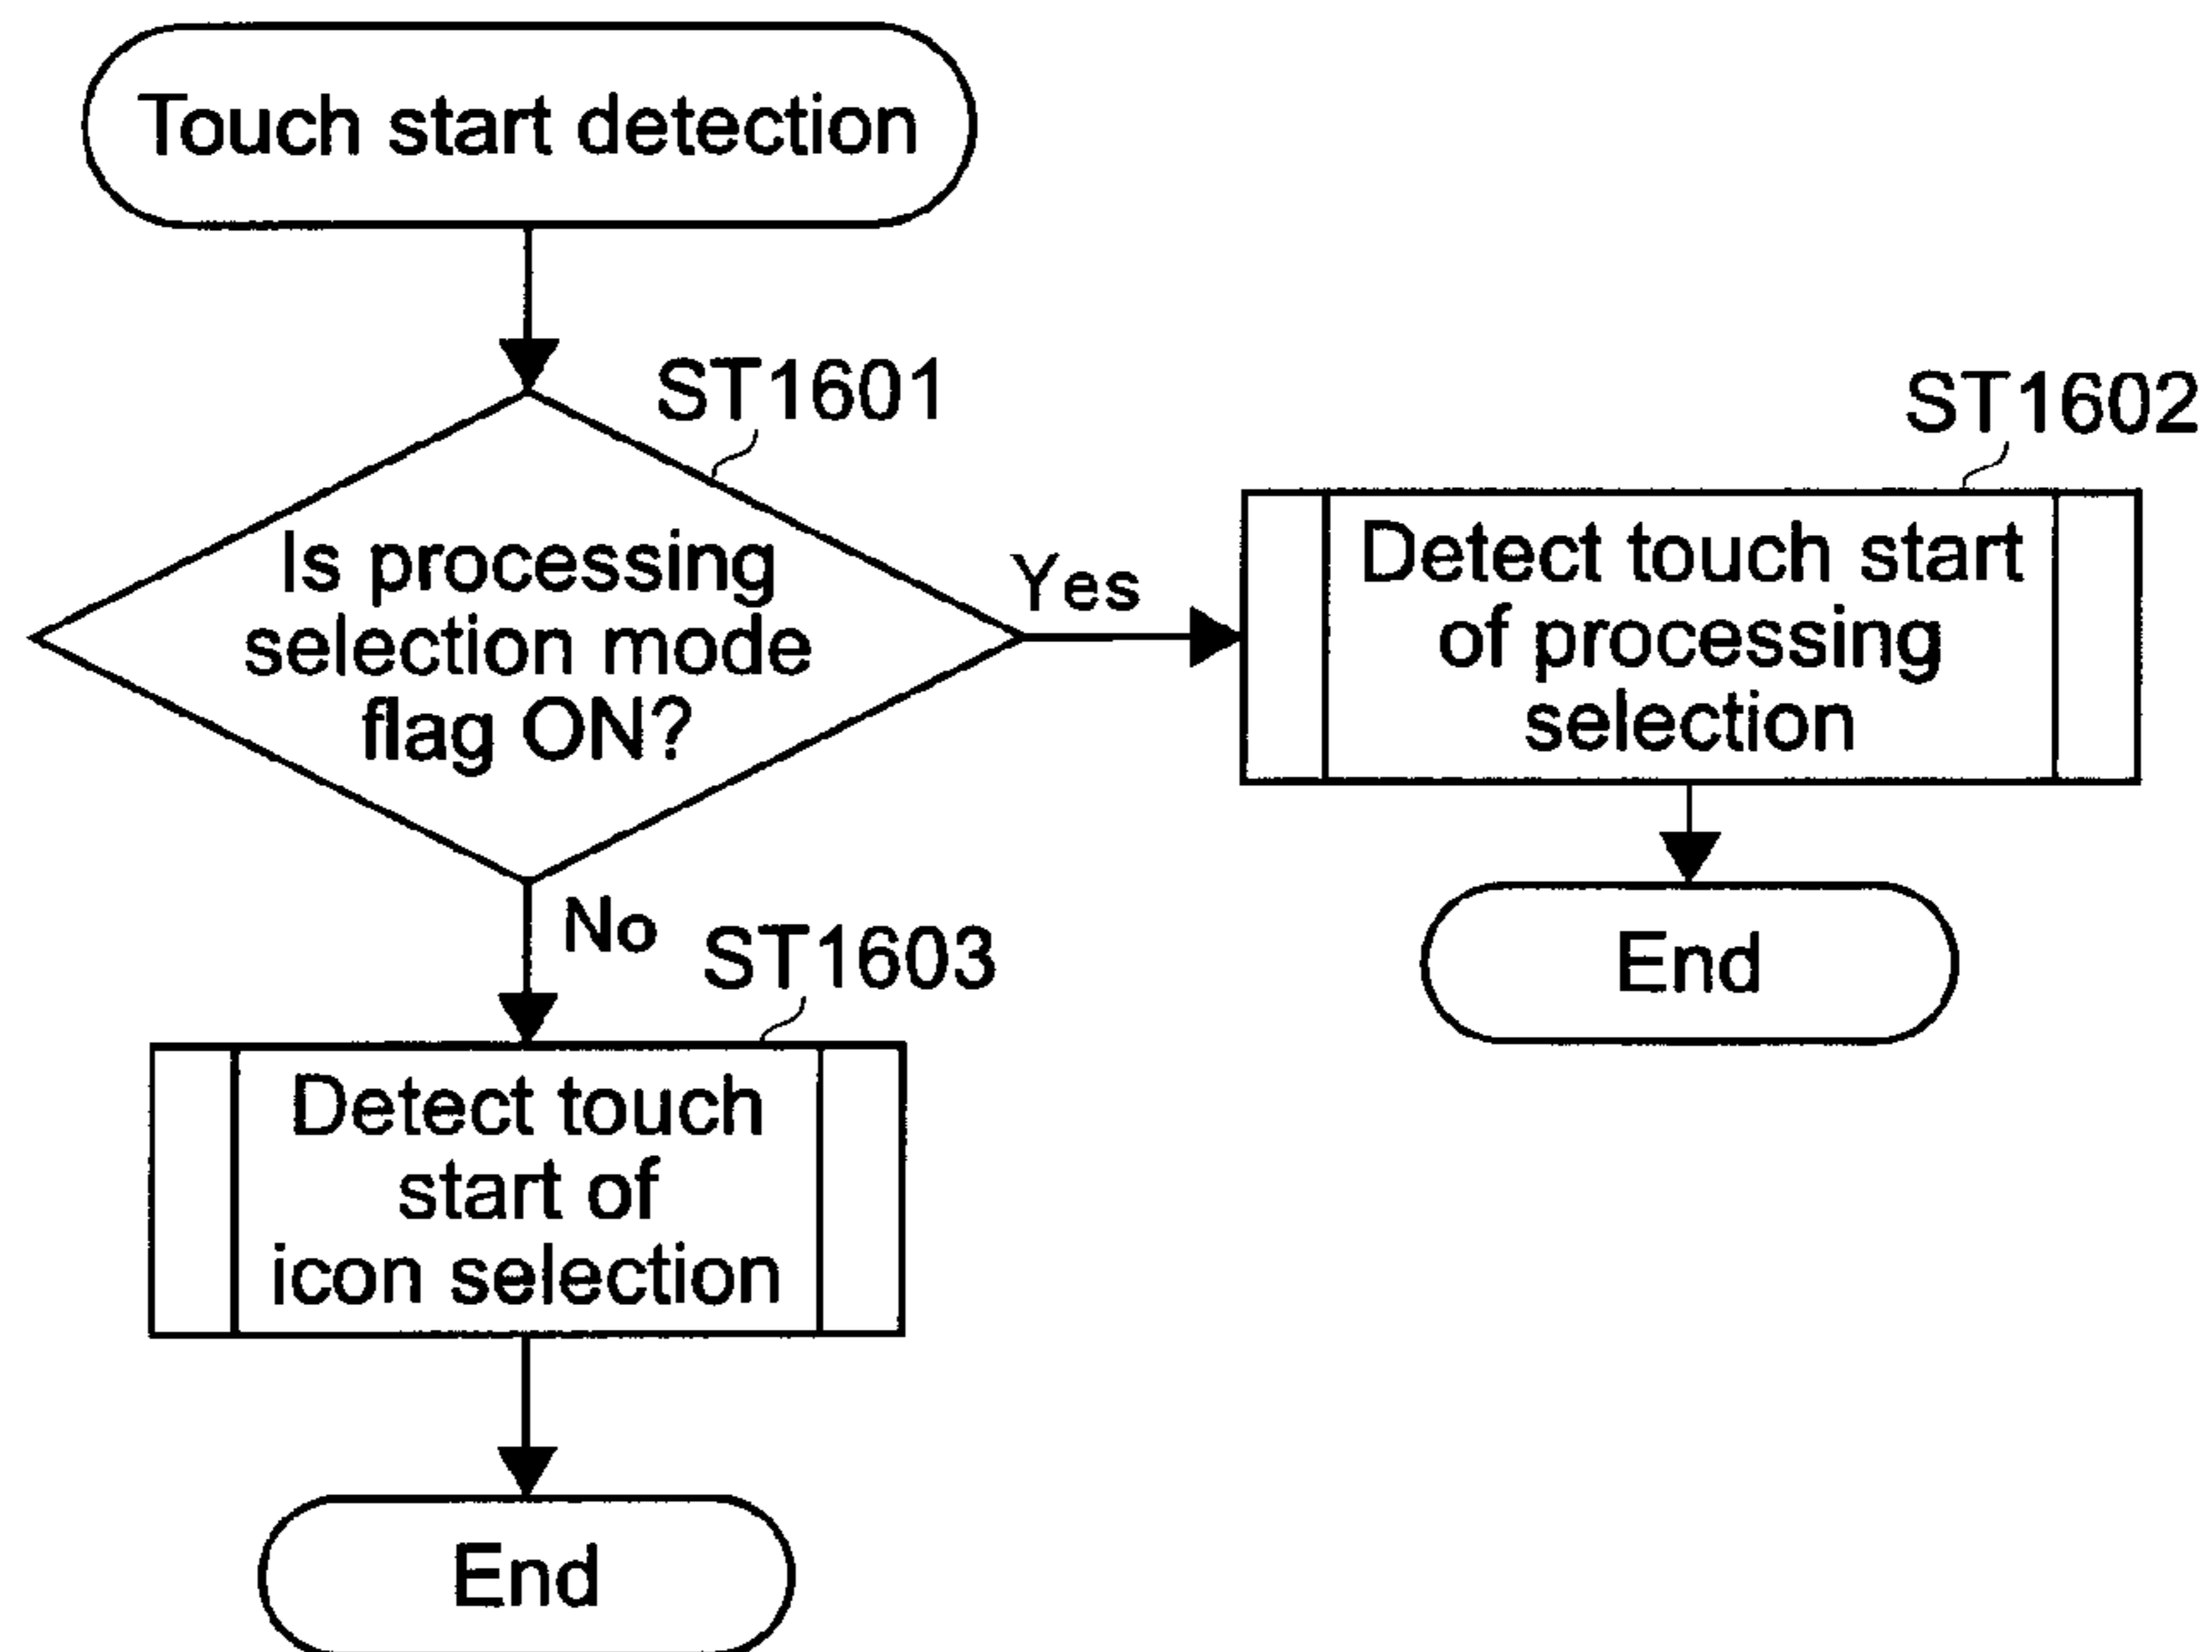 Touch start detection
ST1601
Is processing
selection mode
flag ON?
Yes
ST1602
Detect touch start
of processing
selection
End
No
ST1603
Detect touch
start of
icon selection
End